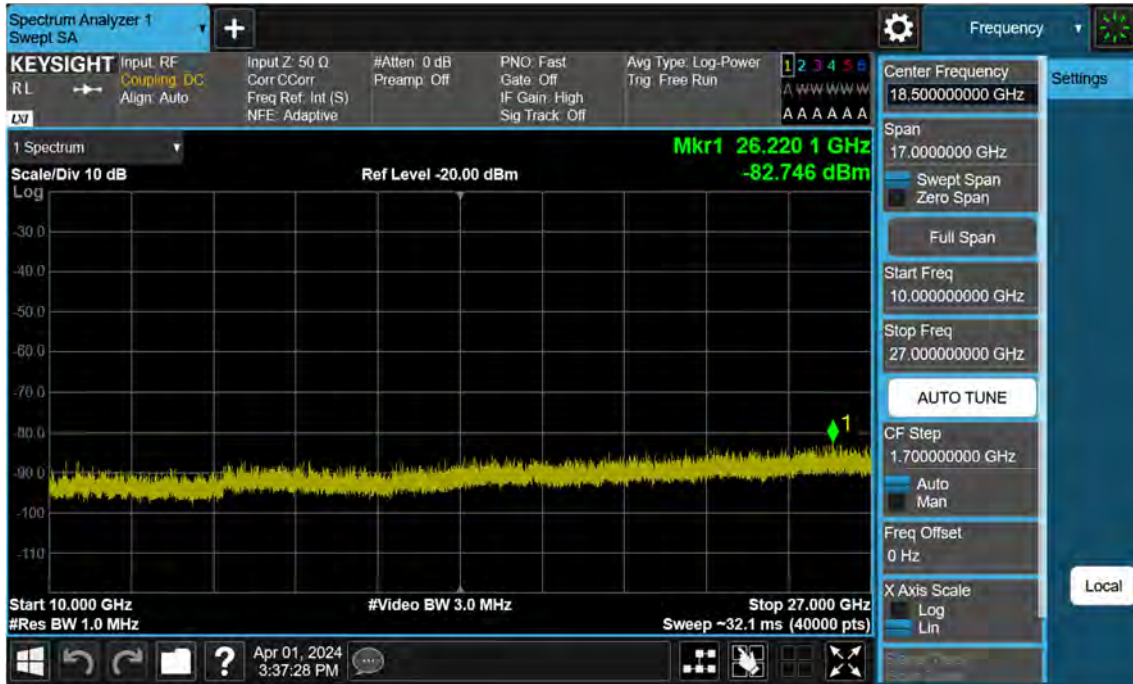 Spectrum Analyzer 1
Swept SA
Frequency
KEYSIGHT
RL
LXI
Input: RF
Coupling: DC
Align: Auto
Input Z: 50 Ω
Corr CCorr
Freq Ref: Int (S)
NFE: Adaptive
#Atten: 0 dB
Preamp: Off
PNO: Fast
Gate: Off
IF Gain: High
Sig Track: Off
Avg Type: Log-Power
Trig: Free Run
1 2 3 4 5 6
A W W W W W
A A A A A A
1 Spectrum
Scale/Div 10 dB
Ref Level -20.00 dBm
Mkr1 26.220 1 GHz
-82.746 dBm
Log
-30.0
-40.0
-50.0
-60.0
-70.0
-80.0
-90.0
-100
-110
1
Start 10.000 GHz
#Res BW 1.0 MHz
#Video BW 3.0 MHz
Stop 27.000 GHz
Sweep ~32.1 ms (40000 pts)
Center Frequency
18.500000000 GHz
Span
17.0000000 GHz
Swept Span
Zero Span
Full Span
Start Freq
10.000000000 GHz
Stop Freq
27.000000000 GHz
AUTO TUNE
CF Step
1.700000000 GHz
Auto
Man
Freq Offset
0 Hz
X Axis Scale
Log
Lin
Settings
Local
Apr 01, 2024
3:37:28 PM